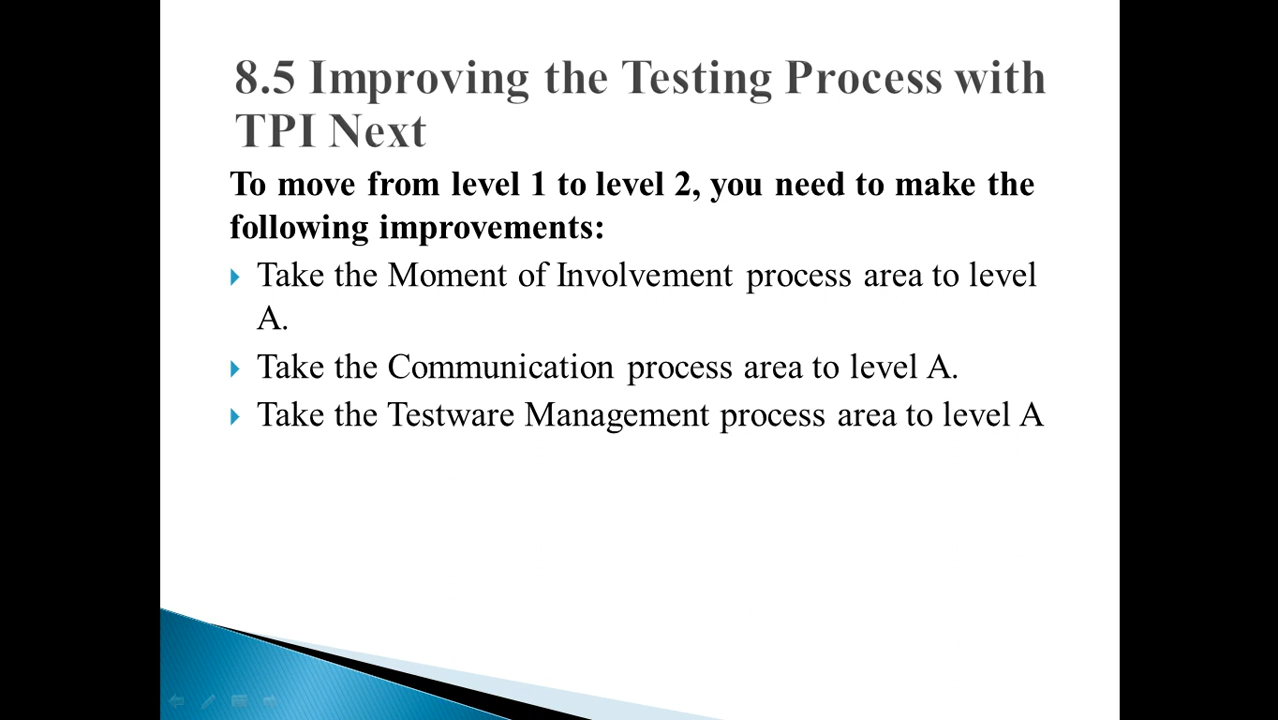 8.5 Improving the Testing Process with
TPI Next
To move from level 1 to level 2, you need to make the
following improvements:
Take the Moment of Involvement process area to level
A.
Take the Communication process area to level A.
Take the Testware Management process area to level A